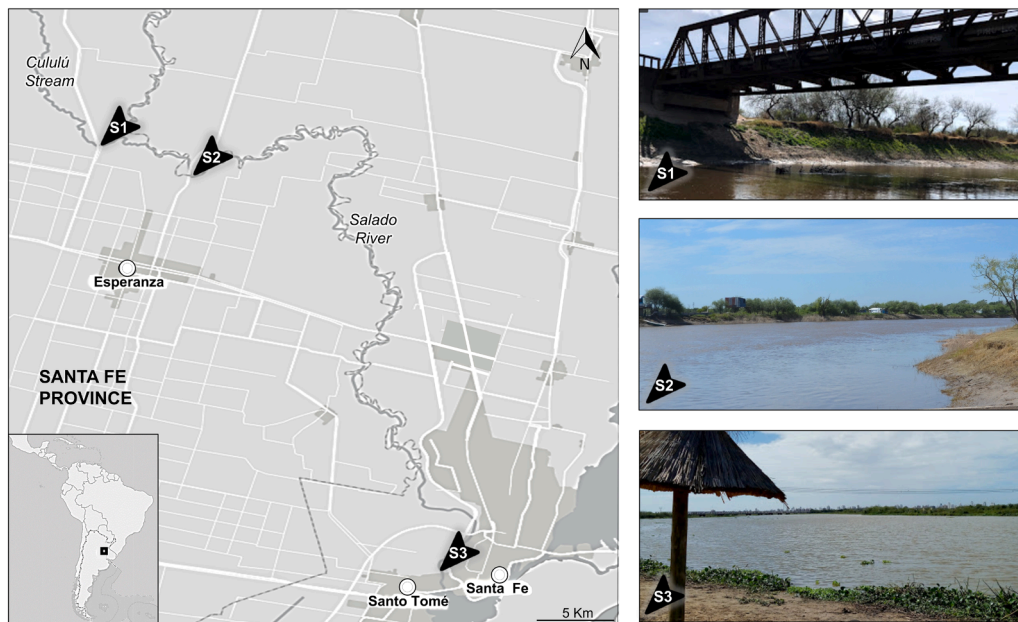 Cululú
Stream
N
S1
S2
Salado
River
Esperanza
SANTA FE
PROVINCE
S3
Santo Tomé
Santa Fe
5 Km
S1
S2
S3